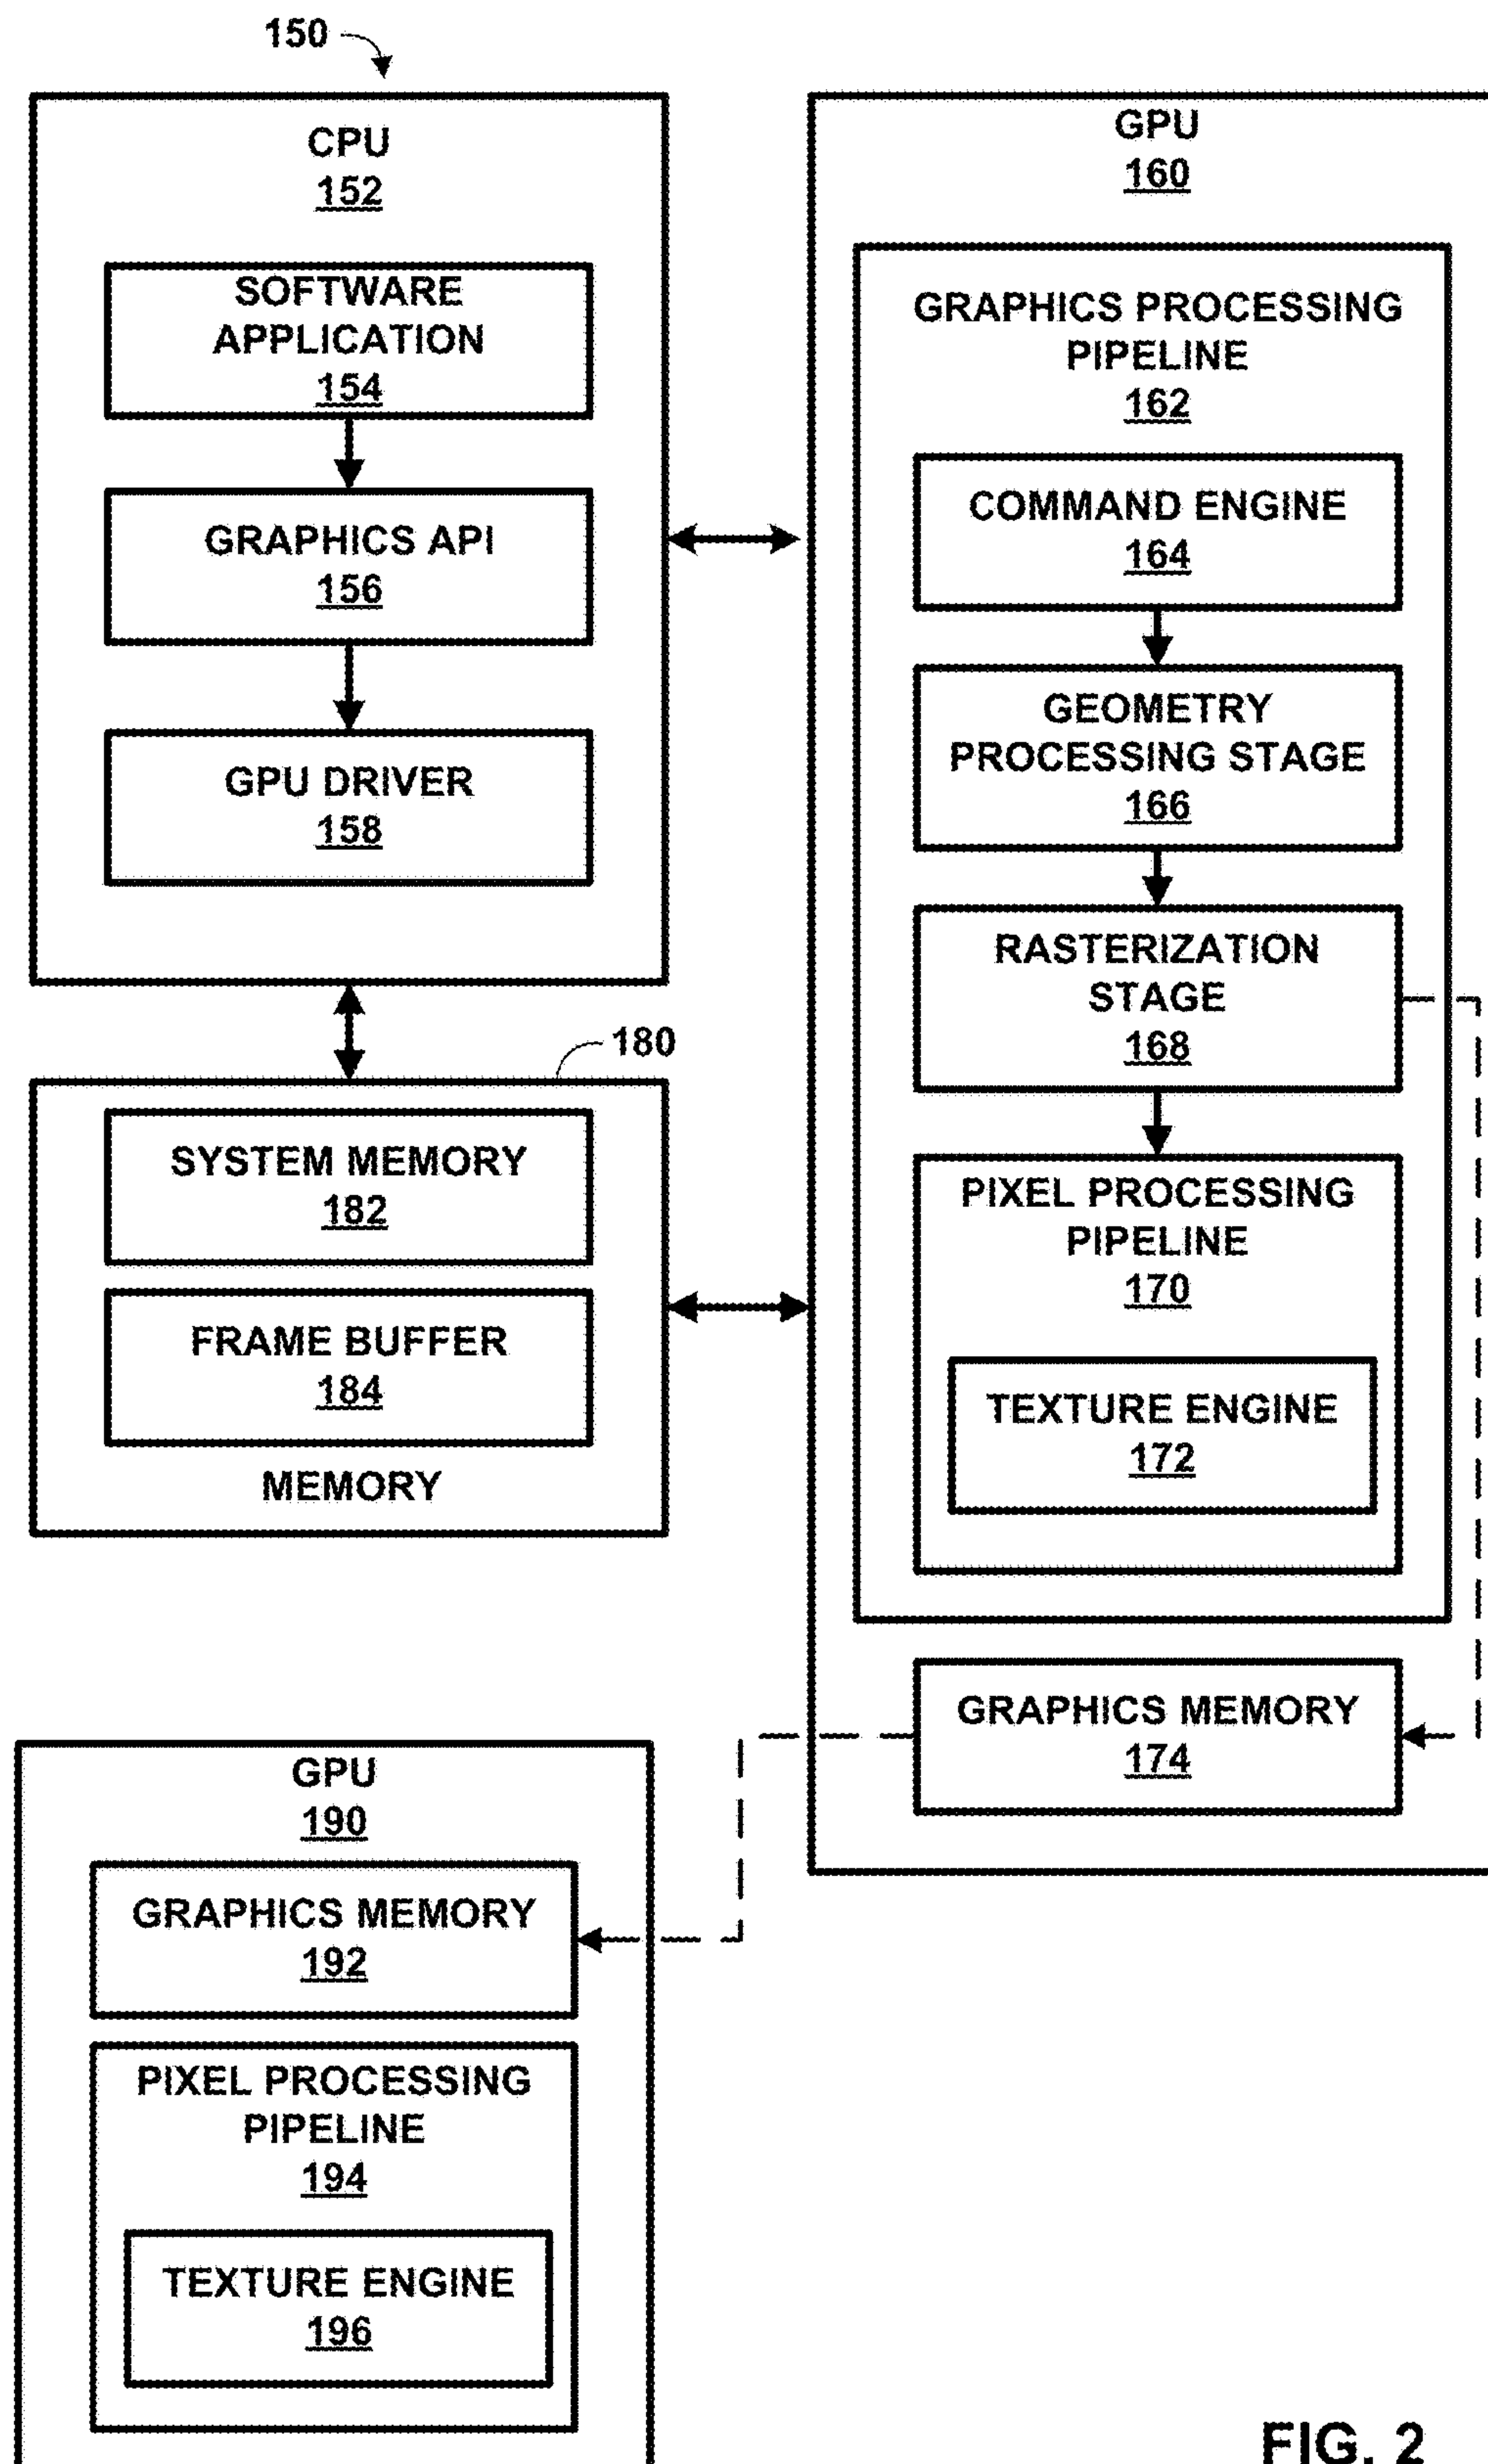 150
CPU
152
SOFTWARE
APPLICATION
154
GRAPHICS API
156
GPU DRIVER
158
180
SYSTEM MEMORY
182
FRAME BUFFER
184
MEMORY
GPU
160
GRAPHICS PROCESSING
PIPELINE
162
COMMAND ENGINE
164
GEOMETRY
PROCESSING STAGE
166
RASTERIZATION
STAGE
168
PIXEL PROCESSING
PIPELINE
170
TEXTURE ENGINE
172
GRAPHICS MEMORY
174
GPU
190
GRAPHICS MEMORY
192
PIXEL PROCESSING
PIPELINE
194
TEXTURE ENGINE
196
FIG. 2